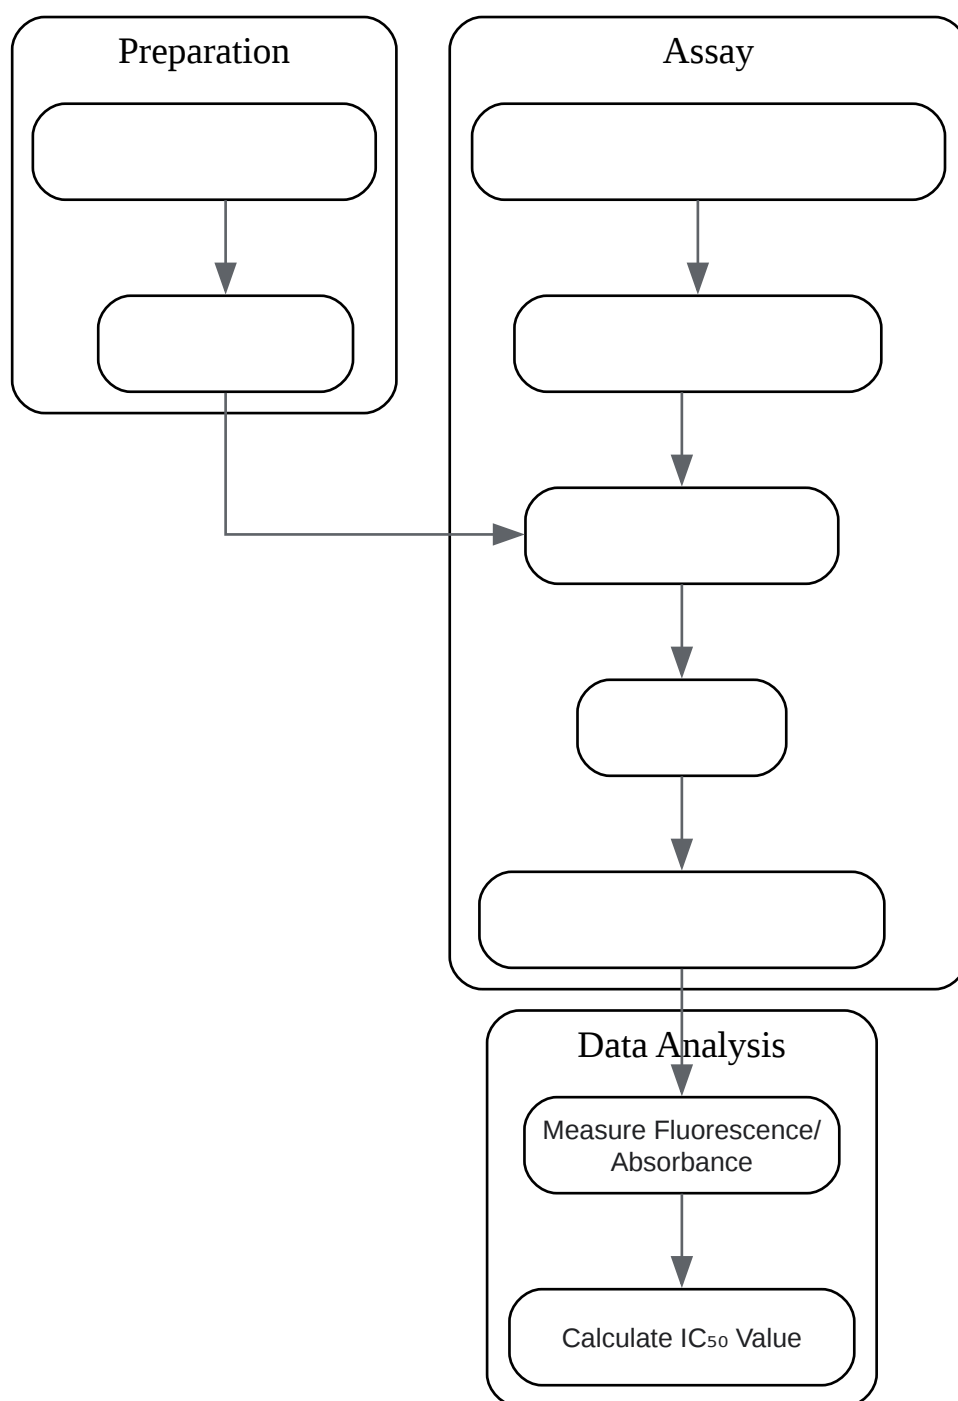 Preparation
Assay
Data Analysis
Measure Fluorescence/
Absorbance
Calculate IC₅₀ Value